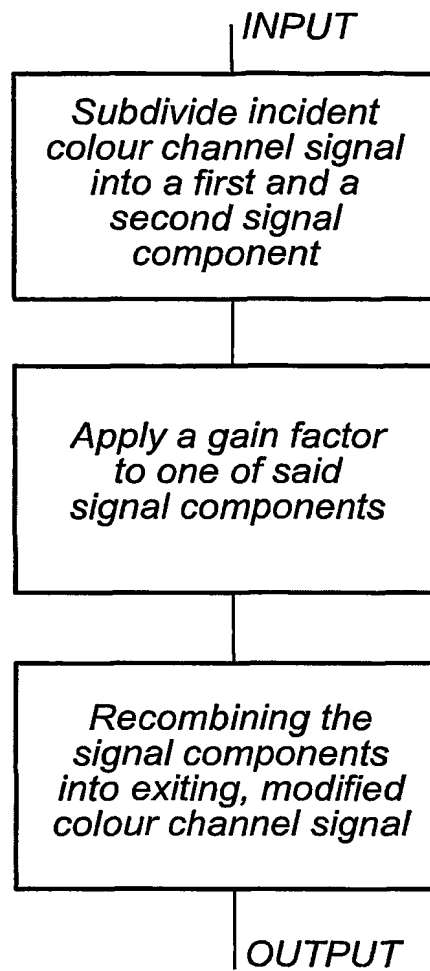 INPUT
Subdivide incident
colour channel signal
into a first and a
second signal
component
Apply a gain factor
to one of said
signal components
Recombining the
signal components
into exiting, modified
colour channel signal
OUTPUT